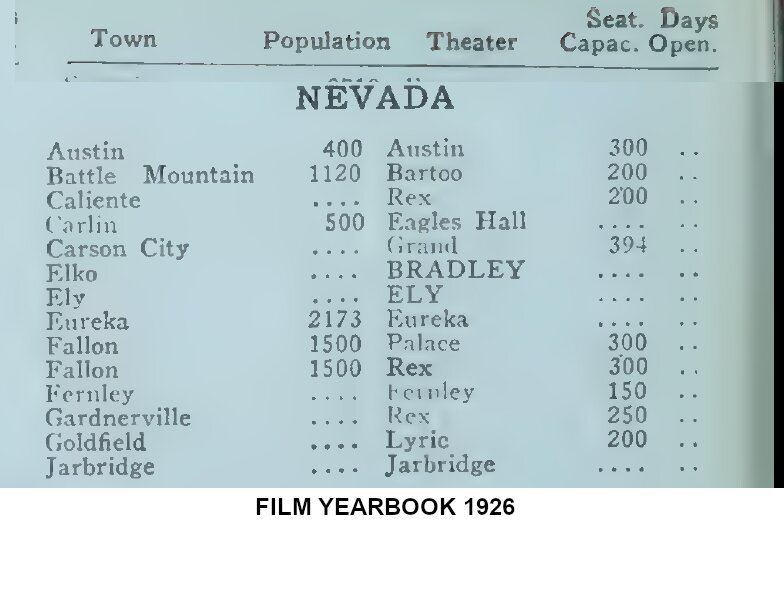 Seat. Days
Town Population Theater Capac. Open.
NEVADA
Austin 400 Austin 300 ..
Battle Mountain 1120 Bartoo 200 ..
Caliente .... Rex 200 ..
Carlin 500 Eagles Hall .... ..
Carson City .... Grand 394 ..
Elko .... BRADLEY .... ..
Ely .... ELY .... ..
Eureka 2173 Eureka .... ..
Fallon 1500 Palace 300 ..
Fallon 1500 Rex 300 ..
Fernley .... Fernley 150 ..
Gardnerville .... Rex 250 ..
Goldfield .... Lyric 200 ..
Jarbridge .... Jarbridge .... ..
FILM YEARBOOK 1926